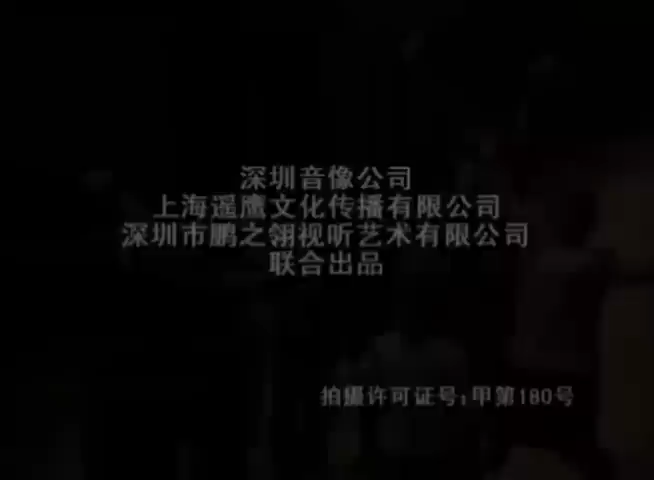 深圳音像公司
上海遥鹰文化传播有限公司
深圳市鹏之翎视听艺术有限公司
联合出品
拍摄许可证号:甲第180号